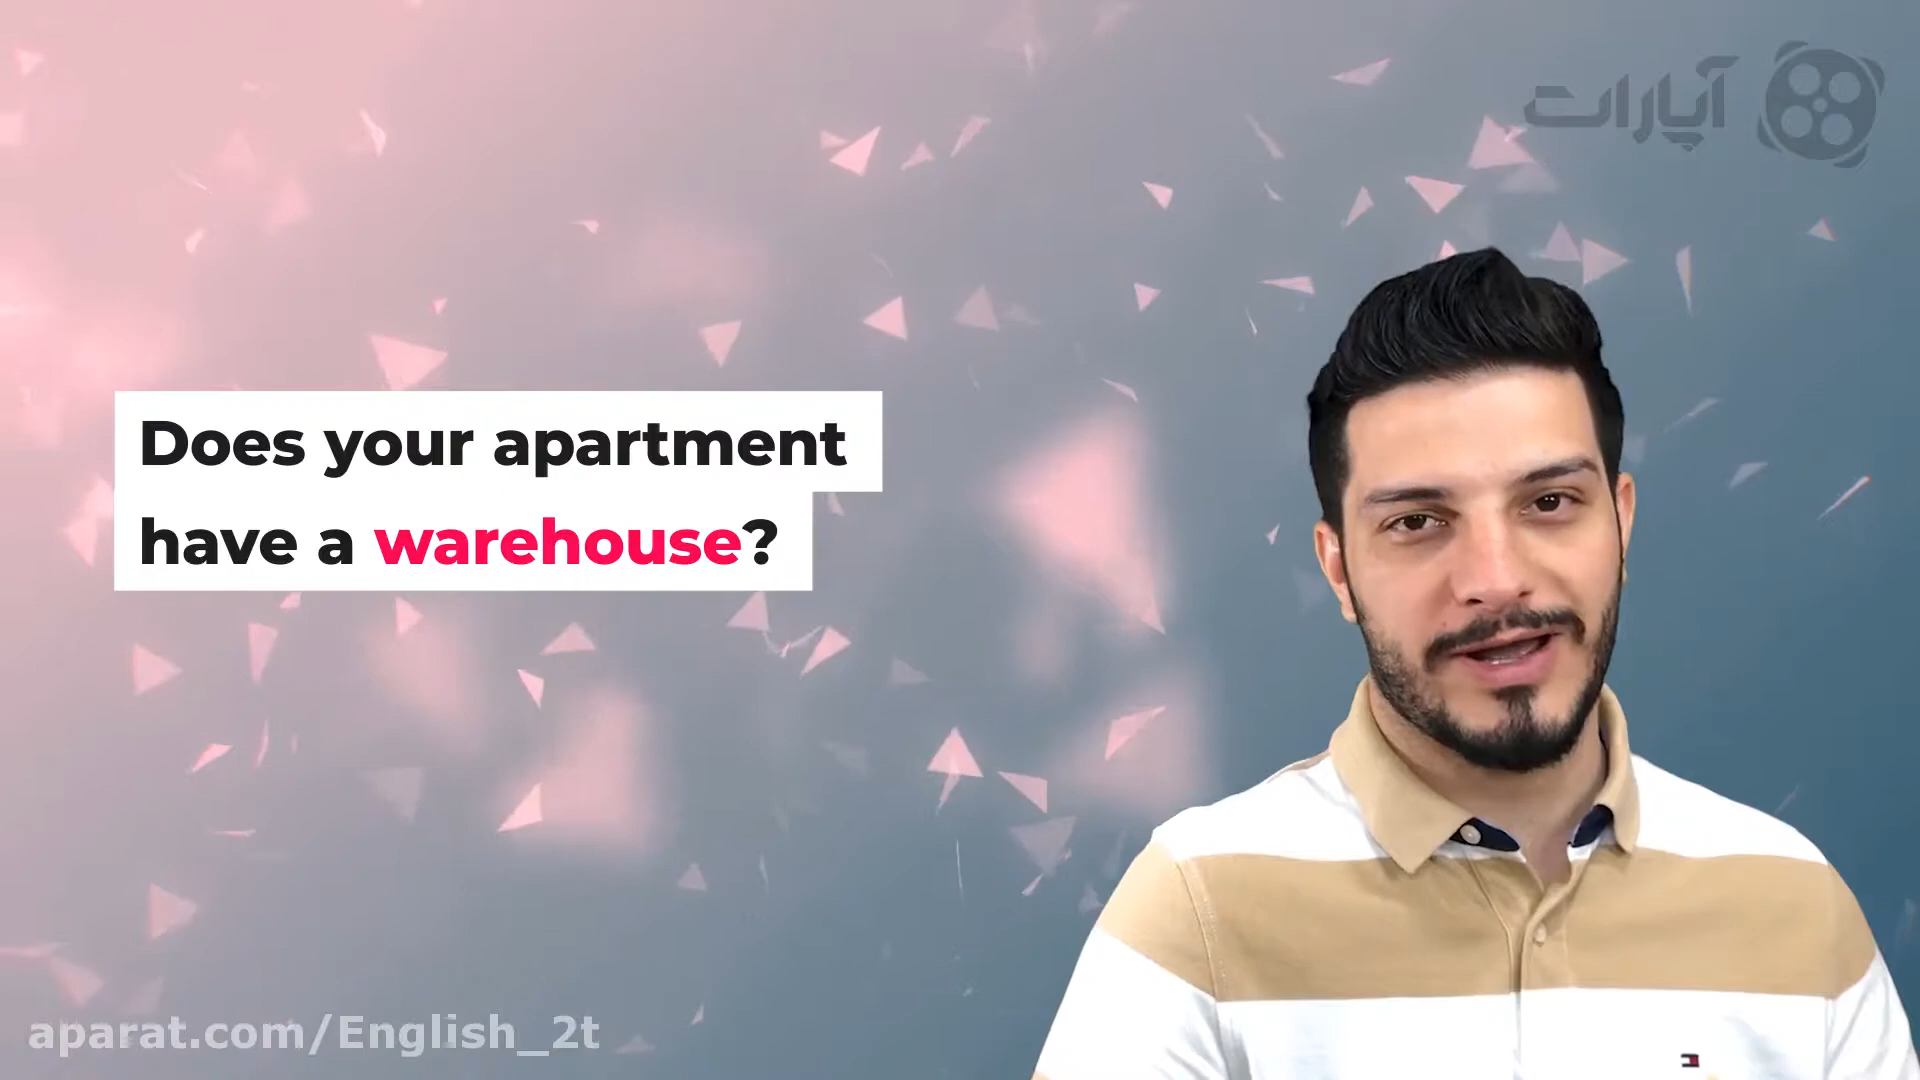 آپارات
Does your apartment
have a warehouse?
aparat.com/English_2t